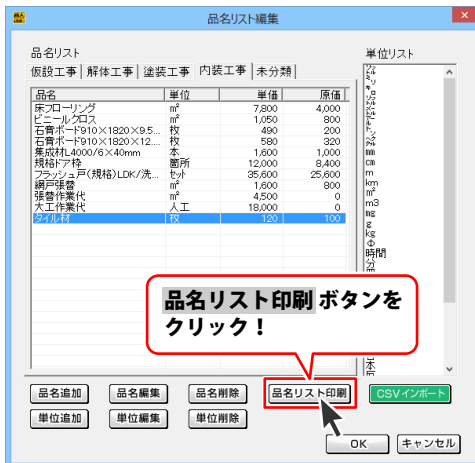 品名リスト編集
品名リスト
仮設工事 解体工事 塗装工事 内装工事 未分類
品名 単位 単価 原価
床フローリング ㎡ 7,800 4,000
ビニールクロス ㎡ 1,050 800
石膏ボード910×1820×9.5... 枚 490 200
石膏ボード910×1820×12.... 枚 580 320
集成材L4000/6×40mm 本 1,600 1,000
規格ドア枠 箇所 12,000 8,400
フラッシュ戸(規格)LDK/洗... セット 35,600 25,600
網戸張替 ㎡ 1,600 800
張替作業代 ㎡ 4,500 0
大工作業代 人工 18,000 0
タイル材 枚 120 100
単位リスト
mm
cm
m
km
㎡
m3
mg
g
kg
Φ
時間
分
本
品名リスト印刷 ボタンを
クリック！
品名追加 品名編集 品名削除 品名リスト印刷 CSVインポート
単位追加 単位編集 単位削除
OK キャンセル